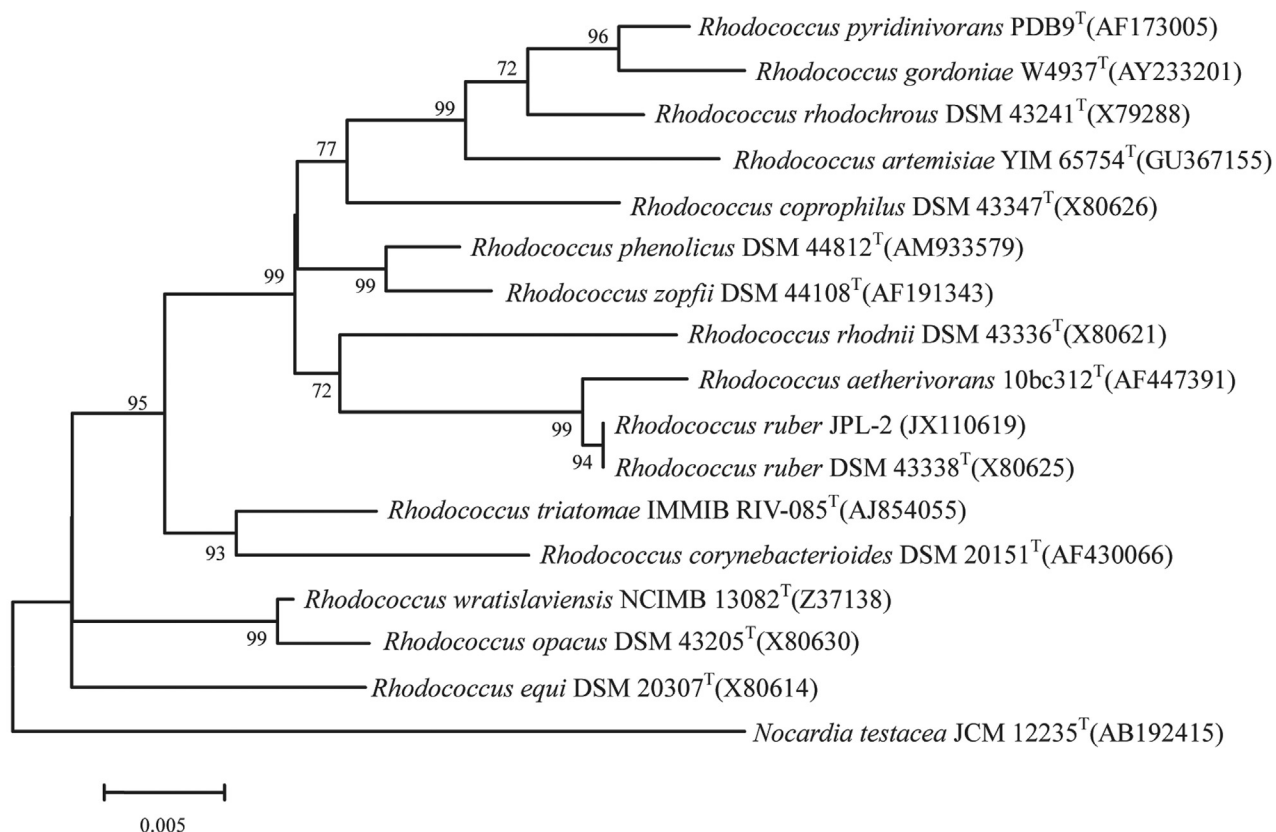 96
Rhodococcus pyridinivorans PDB9T(AF173005)
72
Rhodococcus gordoniae W4937T(AY233201)
99
Rhodococcus rhodochrous DSM 43241T(X79288)
77
Rhodococcus artemisiae YIM 65754T(GU367155)
Rhodococcus coprophilus DSM 43347T(X80626)
Rhodococcus phenolicus DSM 44812T(AM933579)
99
99
Rhodococcus zopfii DSM 44108T(AF191343)
Rhodococcus rhodnii DSM 43336T(X80621)
72
Rhodococcus aetherivorans 10bc312T(AF447391)
95
99
Rhodococcus ruber JPL-2 (JX110619)
94
Rhodococcus ruber DSM 43338T(X80625)
Rhodococcus triatomae IMMIB RIV-085T(AJ854055)
93
Rhodococcus corynebacterioides DSM 20151T(AF430066)
Rhodococcus wratislaviensis NCIMB 13082T(Z37138)
99
Rhodococcus opacus DSM 43205T(X80630)
Rhodococcus equi DSM 20307T(X80614)
Nocardia testacea JCM 12235T(AB192415)
0.005